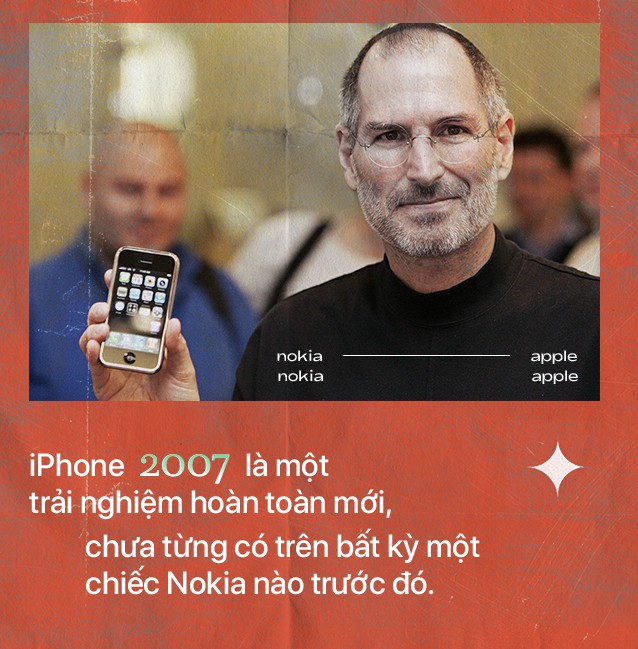 nokia apple
nokia apple
iPhone 2007 là một
trải nghiệm hoàn toàn mới,
chưa từng có trên bất kỳ một
chiếc Nokia nào trước đó.